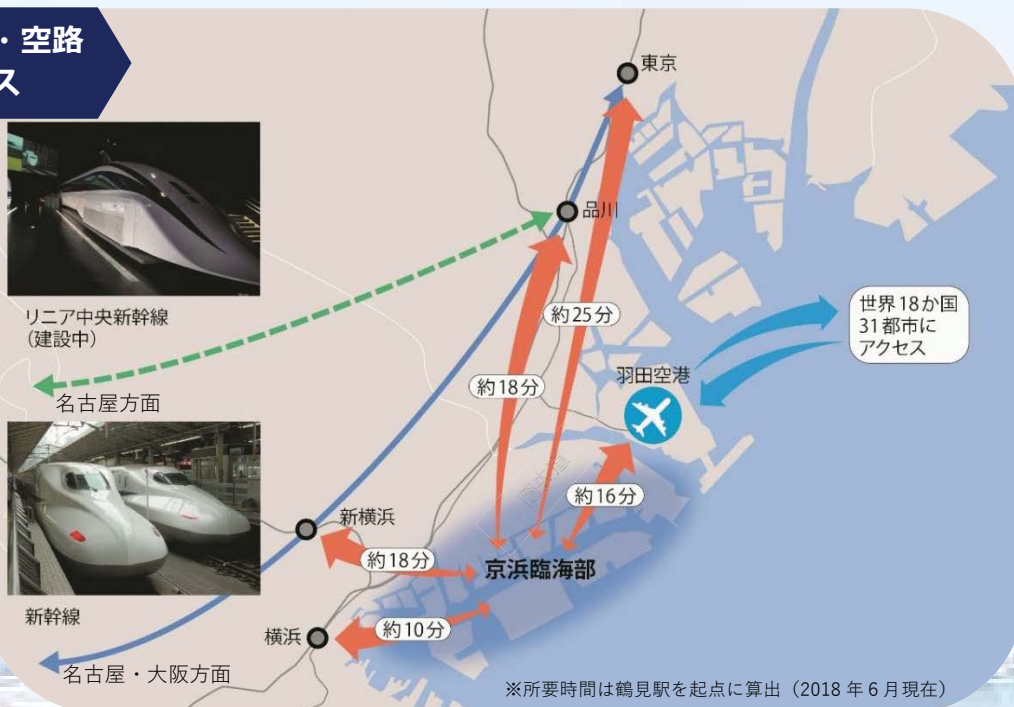 ・空路
ス
東京
品川
リニア中央新幹線
（建設中）
約25分
世界18か国
31都市に
アクセス
羽田空港
約18分
名古屋方面
約16分
新横浜
約18分
京浜臨海部
新幹線
横浜
約10分
名古屋・大阪方面
※所要時間は鶴見駅を起点に算出（2018年6月現在）